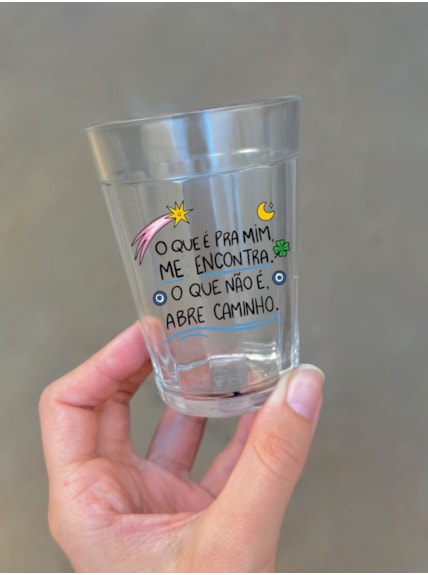 O QUE É PRA MIM,
ME ENCONTRA.
O QUE NÃO É,
ABRE CAMINHO.